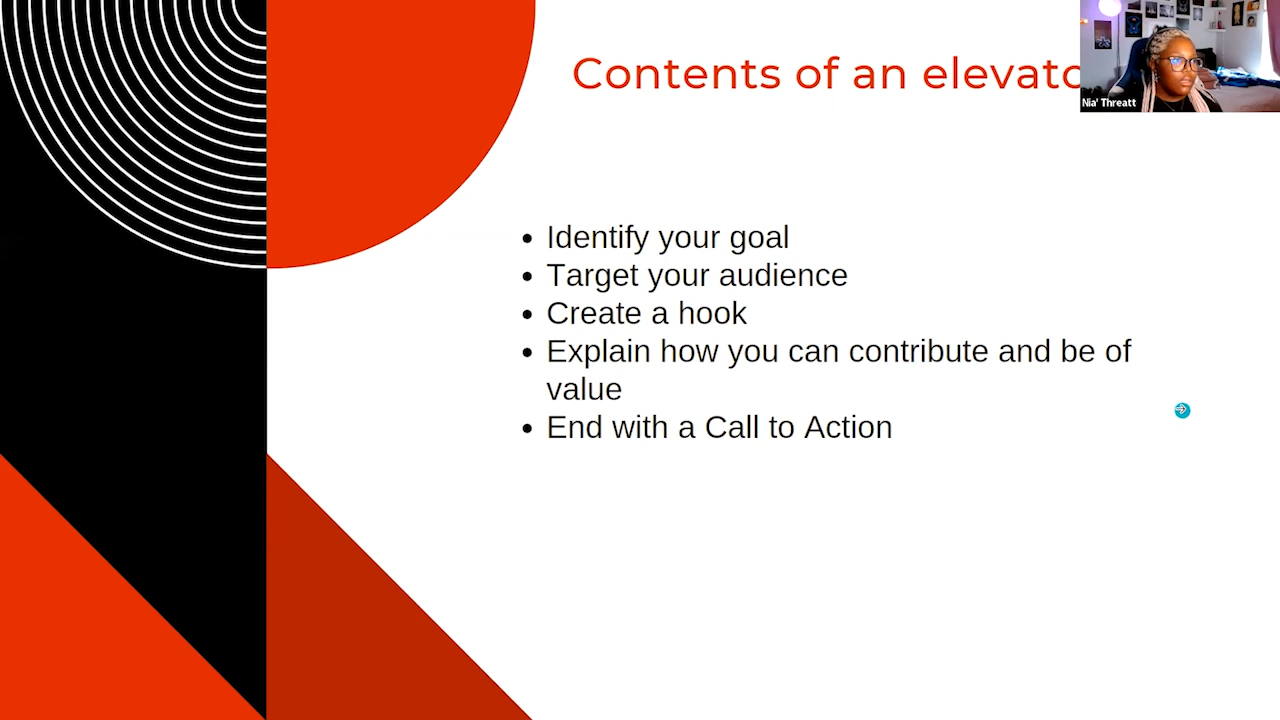 Contents of an elevato
Nia' Threatt
• Identify your goal
• Target your audience
• Create a hook
• Explain how you can contribute and be of
value
• End with a Call to Action